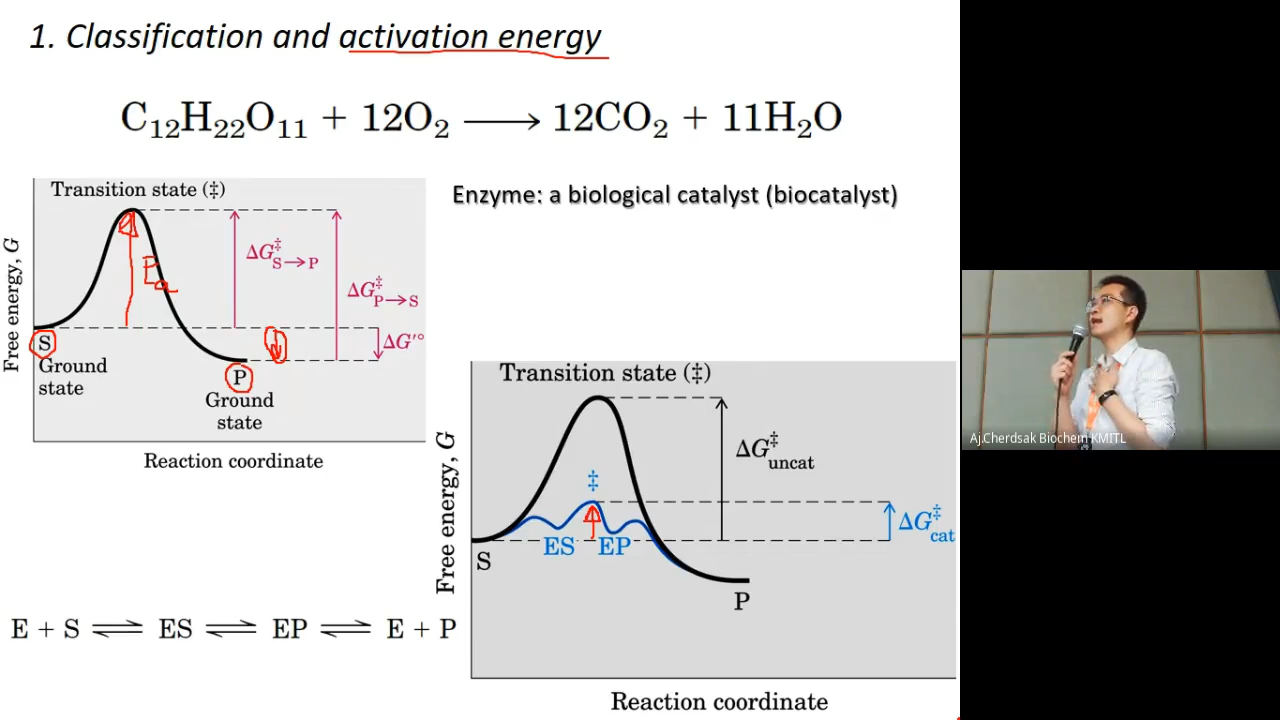 1. Classification and activation energy
C₁₂H₂₂O₁₁ + 12O₂ ⟶ 12CO₂ + 11H₂O
Transition state (‡)
Enzyme: a biological catalyst (biocatalyst)
ΔG‡S→P
Ea
ΔG‡P→S
ΔG′°
Free energy, G
S
Ground
state
P
Ground
state
Reaction coordinate
Transition state (‡)
ΔG‡uncat
‡
ΔG‡cat
ES
EP
Free energy, G
S
P
Reaction coordinate
E + S ⇌ ES ⇌ EP ⇌ E + P
Aj.Cherdsak Biochem KMITL